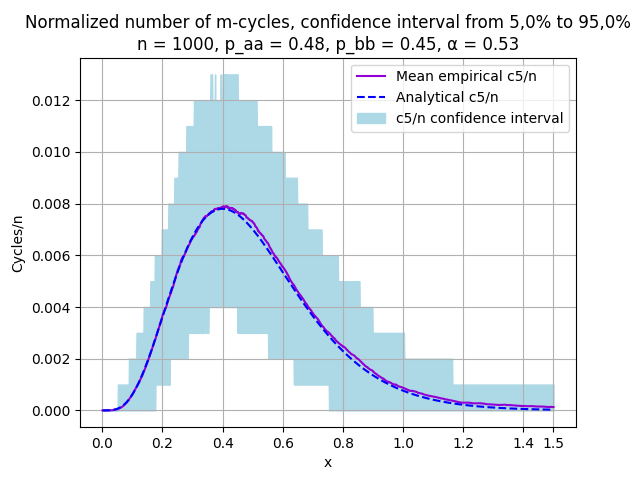 Normalized number of m-cycles, confidence interval from 5,0% to 95,0%
n = 1000, p_aa = 0.48, p_bb = 0.45, α = 0.53
Mean empirical c5/n
Analytical c5/n
c5/n confidence interval
Cycles/n
0.012
0.010
0.008
0.006
0.004
0.002
0.000
0.0 0.2 0.4 0.6 0.8 1.0 1.2 1.4 1.5
x